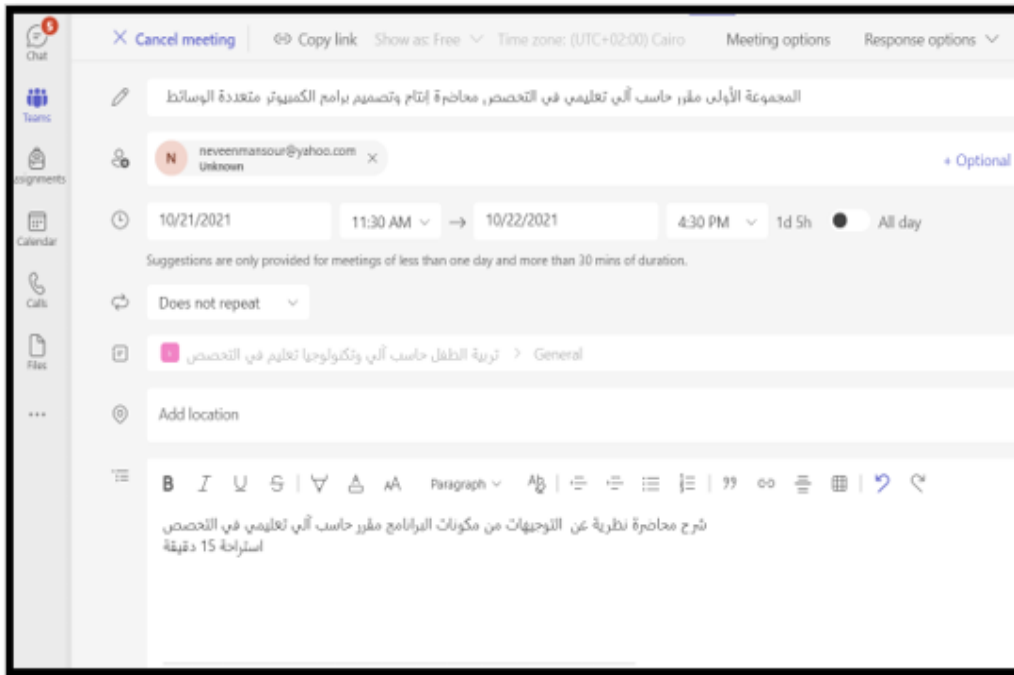 5
Chat
Teams
ssignments
Calendar
Calls
Files
Cancel meeting Copy link Show as: Free Time zone: (UTC+02:00) Cairo Meeting options Response options
المجموعة الأولى مقرر حاسب آلي تعليمي في التخصص محاضرة إنتاج وتصميم برامج الكمبيوتر متعددة الوسائط
N
neveenmansour@yahoo.com
Unknown
+ Optional
10/21/2021 11:30 AM → 10/22/2021 4:30 PM 1d 5h All day
Suggestions are only provided for meetings of less than one day and more than 30 mins of duration.
Does not repeat
تربية الطفل حاسب آلي وتكنولوجيا تعليم في التخصص > General
Add location
B I U S A AA Paragraph
شرح محاضرة نظرية عن التوجيهات من مكونات البرانامج مقرر حاسب آلي تعليمي في التخصص
استراحة 15 دقيقة